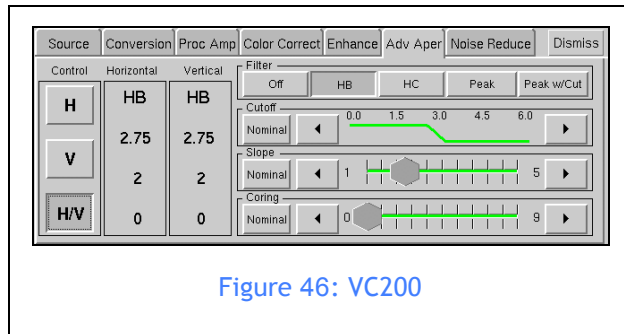 Source Conversion Proc Amp Color Correct Enhance Adv Aper Noise Reduce Dismiss
Control Horizontal Vertical
H
V
H/V
HB HB
2.75 2.75
2 2
0 0
Filter
Off HB HC Peak Peak w/Cut
Cutoff
Nominal 0.0 1.5 3.0 4.5 6.0
Slope
Nominal 1 5
Coring
Nominal 0 9
Figure 46: VC200